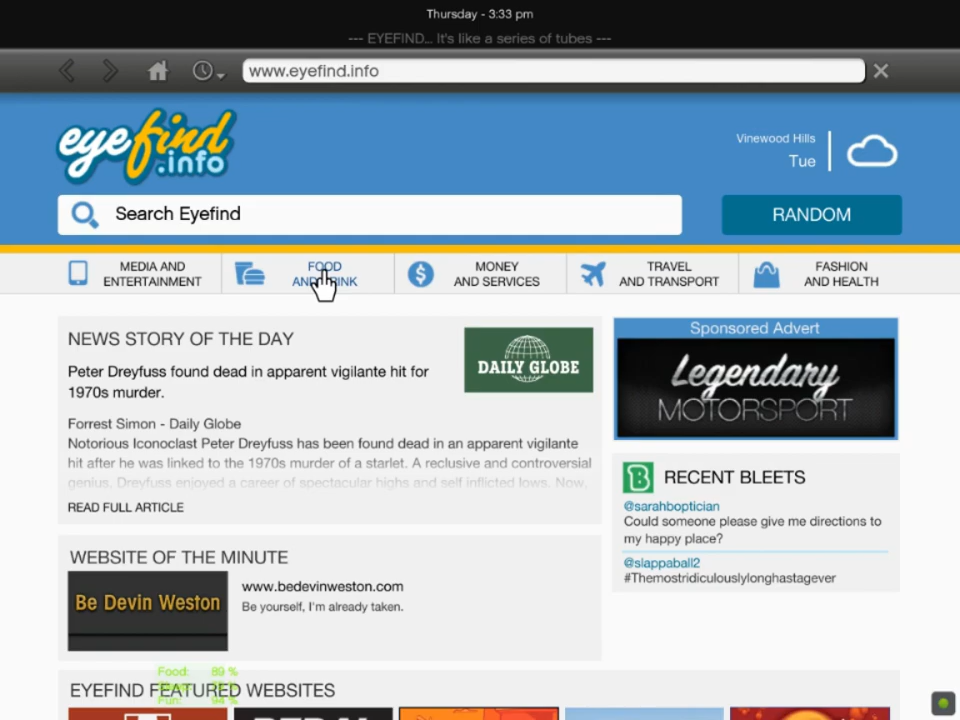 Thursday - 3:33 pm
--- EYEFIND... It's like a series of tubes ---
www.eyefind.info
eyefind
.info
Vinewood Hills
Tue
Search Eyefind
RANDOM
MEDIA AND
ENTERTAINMENT
FOOD
AND DRINK
MONEY
AND SERVICES
TRAVEL
AND TRANSPORT
FASHION
AND HEALTH
NEWS STORY OF THE DAY
DAILY GLOBE
Peter Dreyfuss found dead in apparent vigilante hit for
1970s murder.
Forrest Simon - Daily Globe
Notorious Iconoclast Peter Dreyfuss has been found dead in an apparent vigilante
hit after he was linked to the 1970s murder of a starlet. A reclusive and controversial
genius, Dreyfuss enjoyed a career of spectacular highs and self inflicted lows. Now,
READ FULL ARTICLE
Sponsored Advert
Legendary
MOTORSPORT
B
RECENT BLEETS
@sarahboptician
Could someone please give me directions to
my happy place?
@slappaball2
#Themostridiculouslylonghastagever
WEBSITE OF THE MINUTE
Be Devin Weston
www.bedevinweston.com
Be yourself, I'm already taken.
Food: 89 %
EYEFIND FEATURED WEBSITES
Fun: 94 %